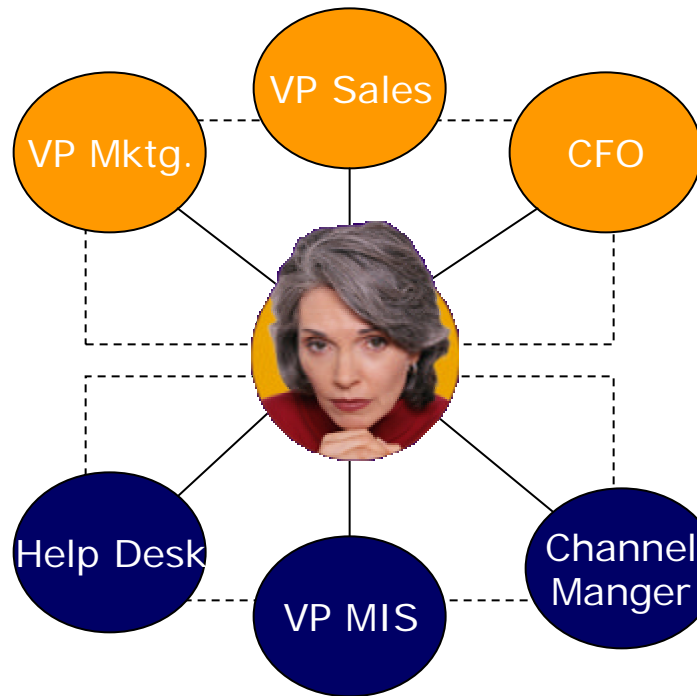 VP Sales
VP Mktg.
CFO
Help Desk
Channel
Manger
VP MIS